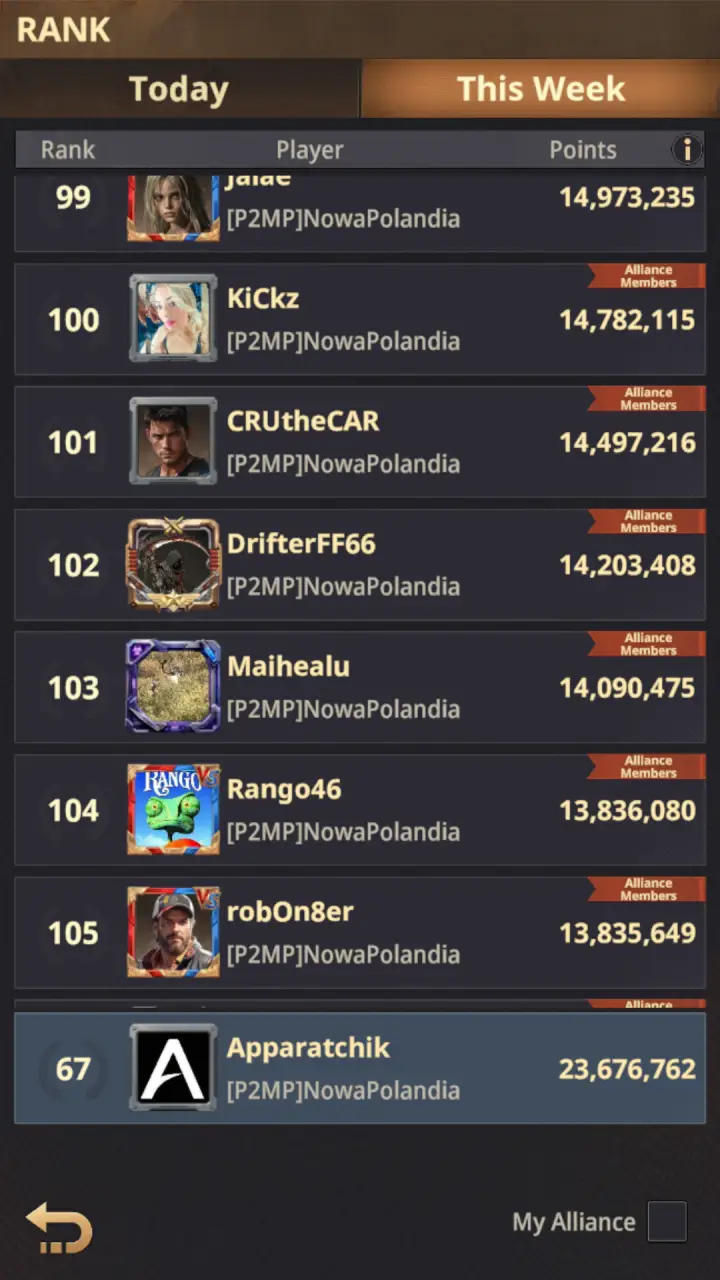 RANK
Today
This Week
Rank
Player
Points
i
99
Jalae
[P2MP]NowaPolandia
14,973,235
Alliance
Members
100
KiCkz
[P2MP]NowaPolandia
14,782,115
Alliance
Members
101
CRUtheCAR
[P2MP]NowaPolandia
14,497,216
Alliance
Members
102
DrifterFF66
[P2MP]NowaPolandia
14,203,408
Alliance
Members
103
Maihealu
[P2MP]NowaPolandia
14,090,475
Alliance
Members
104
RANGO
VS
Rango46
[P2MP]NowaPolandia
13,836,080
Alliance
Members
105
VS
robOn8er
[P2MP]NowaPolandia
13,835,649
Alliance
67
A
Apparatchik
[P2MP]NowaPolandia
23,676,762
My Alliance